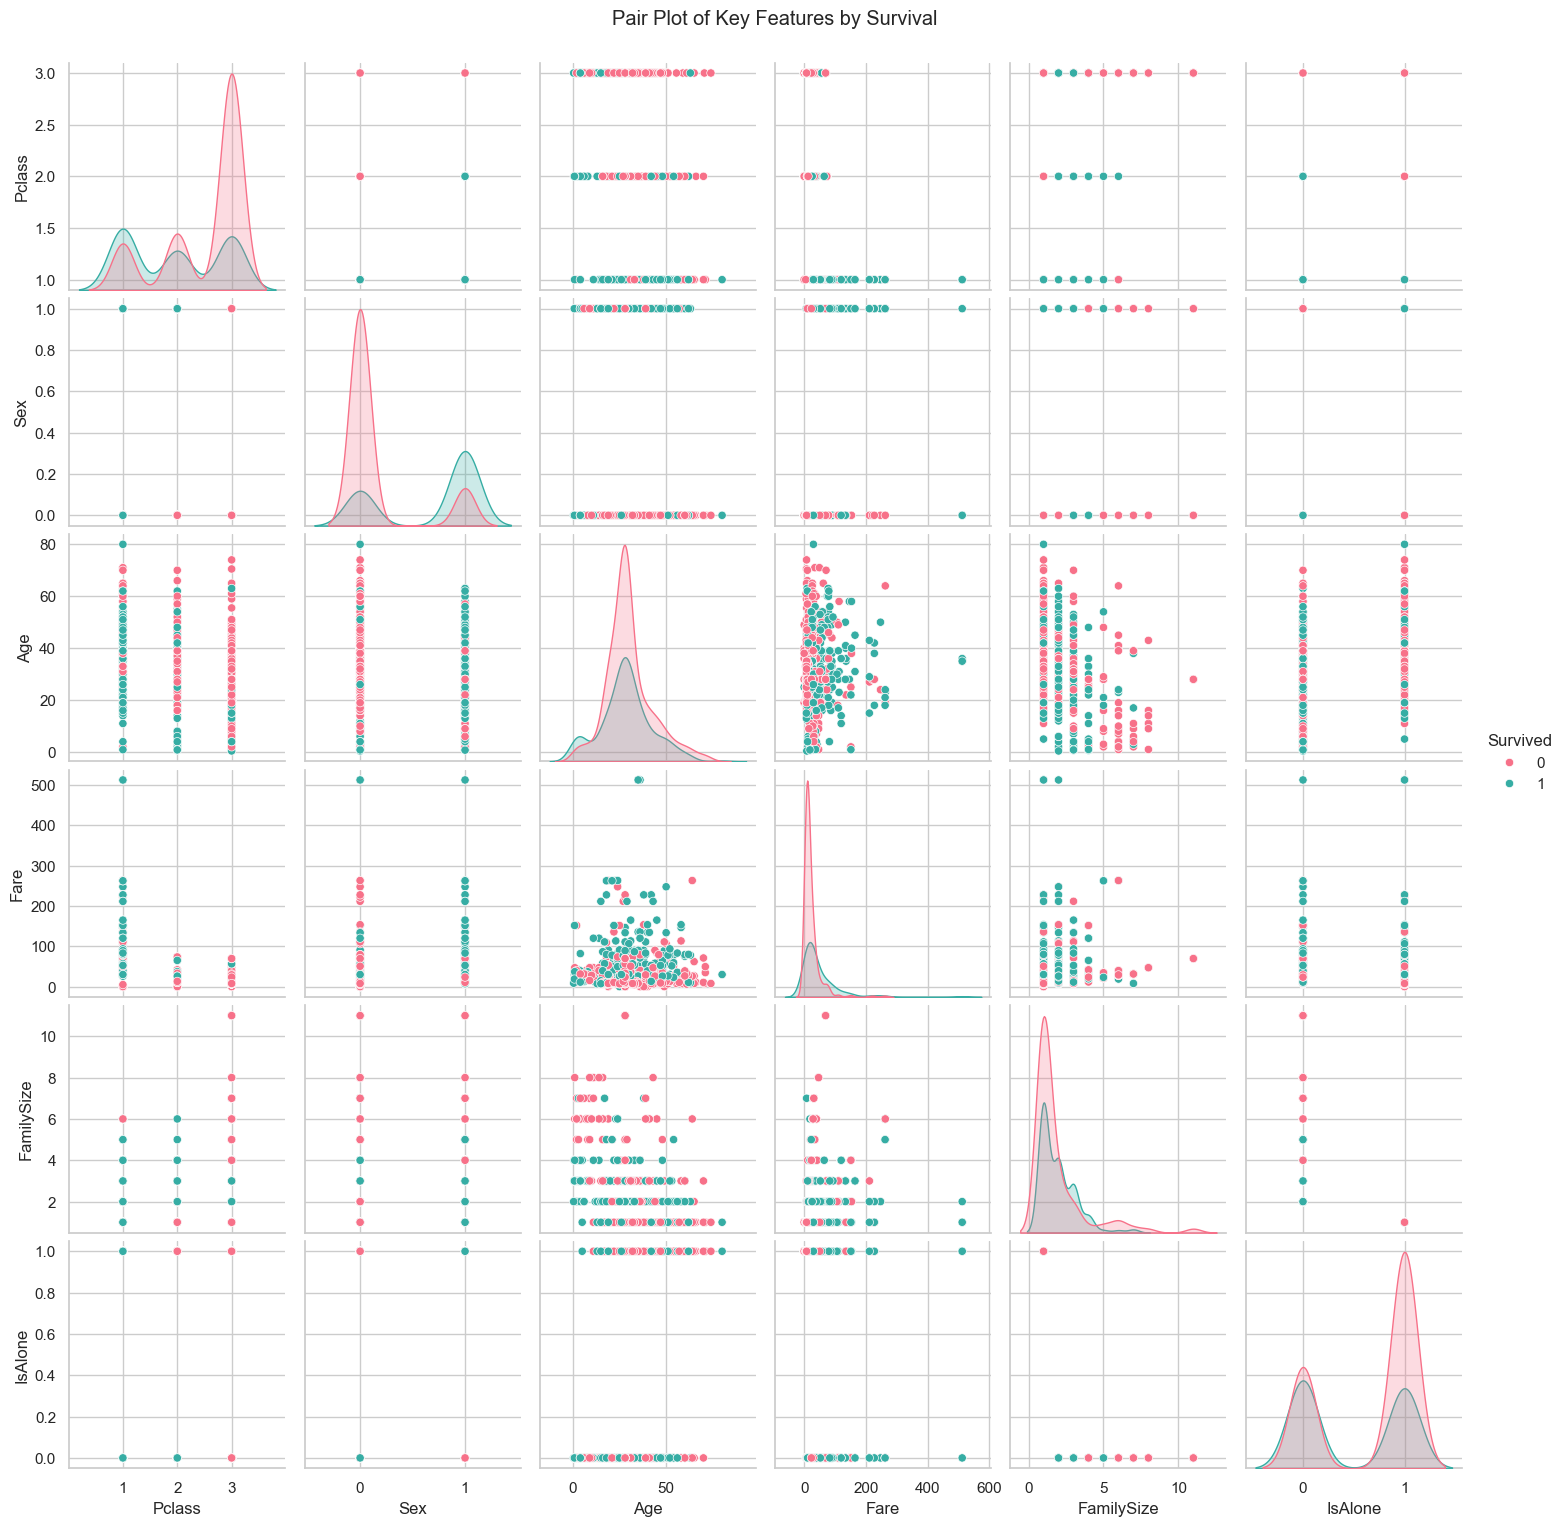 Pair Plot of Key Features by Survival
3.0
2.5
2.0
1.5
1.0
Pclass
1.0
0.8
0.6
0.4
0.2
0.0
Sex
80
60
40
20
0
Age
Survived
0
1
500
400
300
200
100
0
Fare
10
8
6
4
2
FamilySize
1.0
0.8
0.6
0.4
0.2
0.0
IsAlone
1 2 3
Pclass
0 1
Sex
0 50
Age
0 200 400 600
Fare
0 5 10
FamilySize
0 1
IsAlone